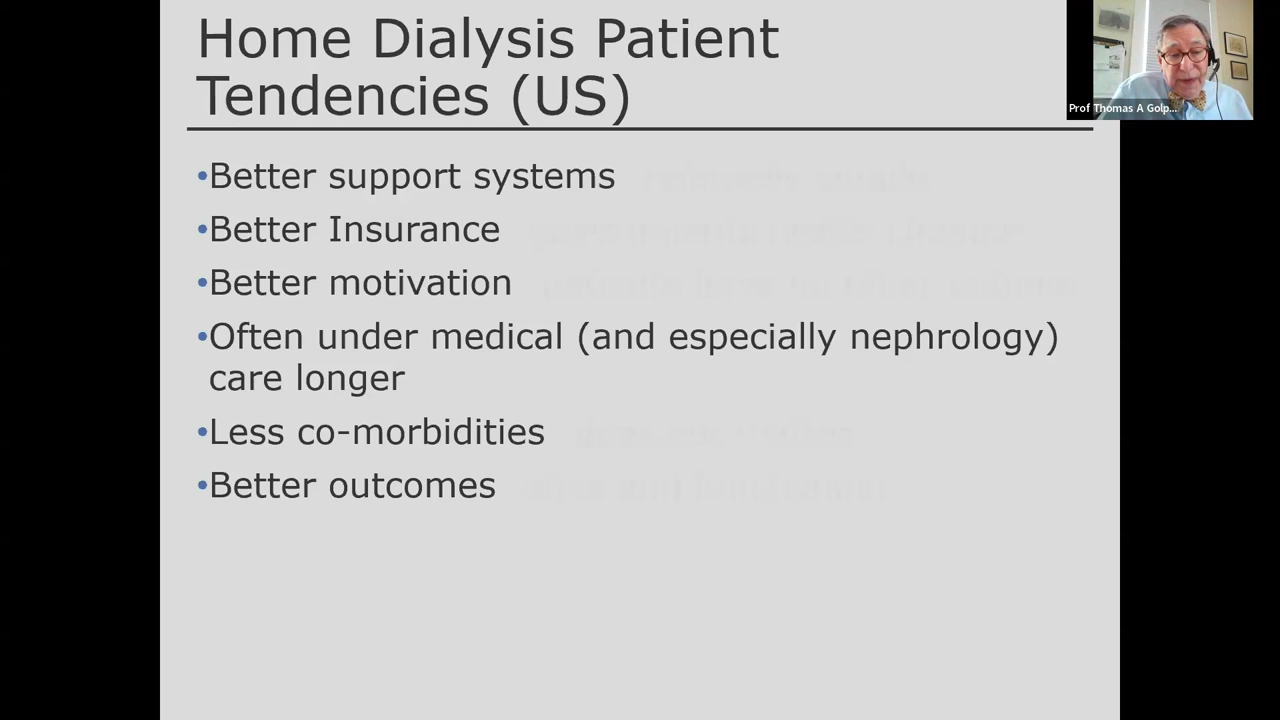 Home Dialysis Patient
Tendencies (US)
Prof Thomas A Golp...
•Better support systems
•Better Insurance
•Better motivation
•Often under medical (and especially nephrology)
care longer
•Less co-morbidities
•Better outcomes